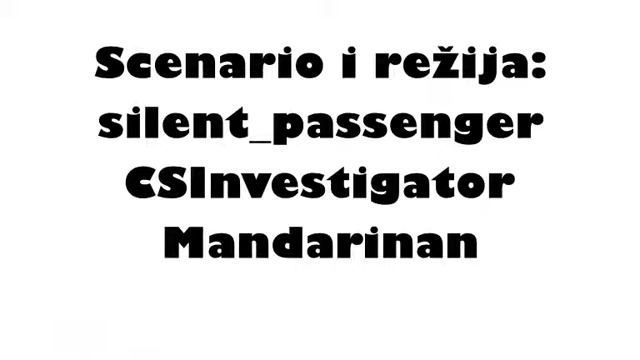 Scenario i režija:
silent_passenger
CSInvestigator
Mandarinan